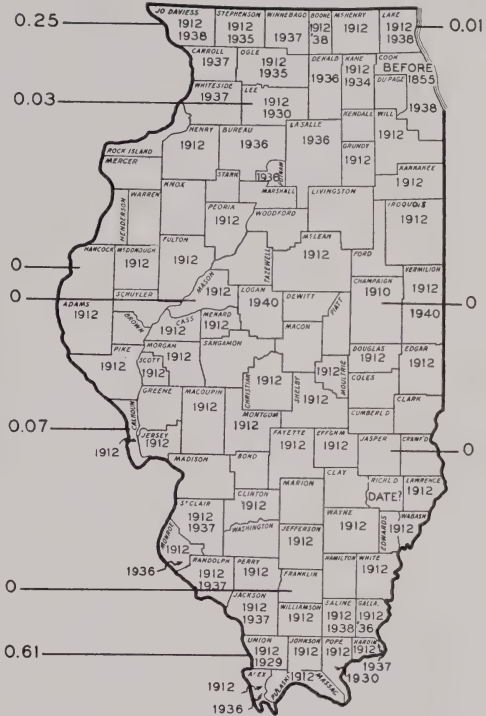 0.25
JO DAVIESS
1912
1938
STEPHENSON
1912
1935
WINNEBAGO
1937
BOONE
1912
'38
McHENRY
1912
LAKE
1912
1938
0.01
CARROLL
1937
OGLE
1912
1935
DEKALB
1936
KANE
1912
1934
COOK
BEFORE
1855
DUPAGE
1938
WHITESIDE
1937
LEE
1912
1930
0.03
KENDALL
WILL
1912
ROCK ISLAND
HENRY
1912
BUREAU
1936
LASALLE
1936
GRUNDY
1912
MERCER
PUTNAM
1936
KANKAKEE
1912
STARK
MARSHALL
LIVINGSTON
KNOX
WARREN
HENDERSON
PEORIA
1912
WOODFORD
IROQUOIS
1912
HANCOCK
McDONOUGH
1912
FULTON
1912
TAZEWELL
McLEAN
1912
FORD
0
MASON
1912
LOGAN
1940
DEWITT
PIATT
CHAMPAIGN
1910
VERMILION
1912
1940
0
0
ADAMS
1912
SCHUYLER
BROWN
CASS
1912
MENARD
1912
MACON
PIKE
1912
MORGAN
1912
SCOTT
1912
SANGAMON
CHRISTIAN
1912
SHELBY
1912
MOULTRIE
DOUGLAS
1912
EDGAR
1912
COLES
GREENE
MACOUPIN
1912
MONTGOM
1912
CUMBERL'D
CLARK
0.07
CALHOUN
1912
JERSEY
1912
FAYETTE
1912
EFFGHM
1912
JASPER
CRAWF'D
0
MADISON
BOND
CLAY
RICHL'D
DATE?
LAWRENCE
1912
ST CLAIR
1912
1937
CLINTON
1912
MARION
WAYNE
1912
EDWARDS
WABASH
1912
MONROE
1912
1936
WASHINGTON
JEFFERSON
1912
RANDOLPH
1912
1937
PERRY
1912
HAMILTON
1912
WHITE
1912
FRANKLIN
0
JACKSON
1912
1937
WILLIAMSON
1912
SALINE
1912
1938
GALLA.
1912
'36
0.61
UNION
1912
1929
JOHNSON
1912
POPE
1912
HARDIN
1912
1937
1930
ALEX
1912
1936
PULASKI
1912
MASSAC